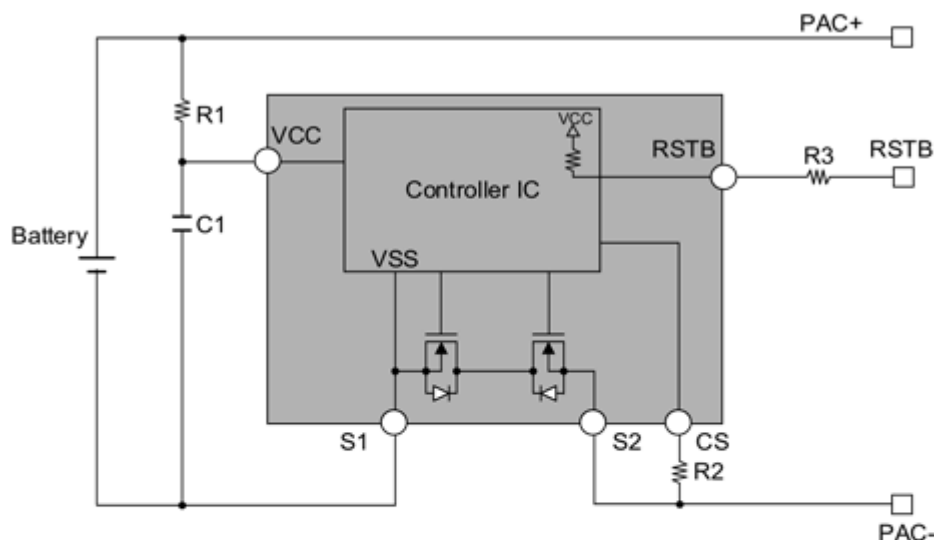 PAC+
R1
VCC
VCC
RSTB
R3
RSTB
Controller IC
C1
Battery
VSS
S1
S2
CS
R2
PAC-